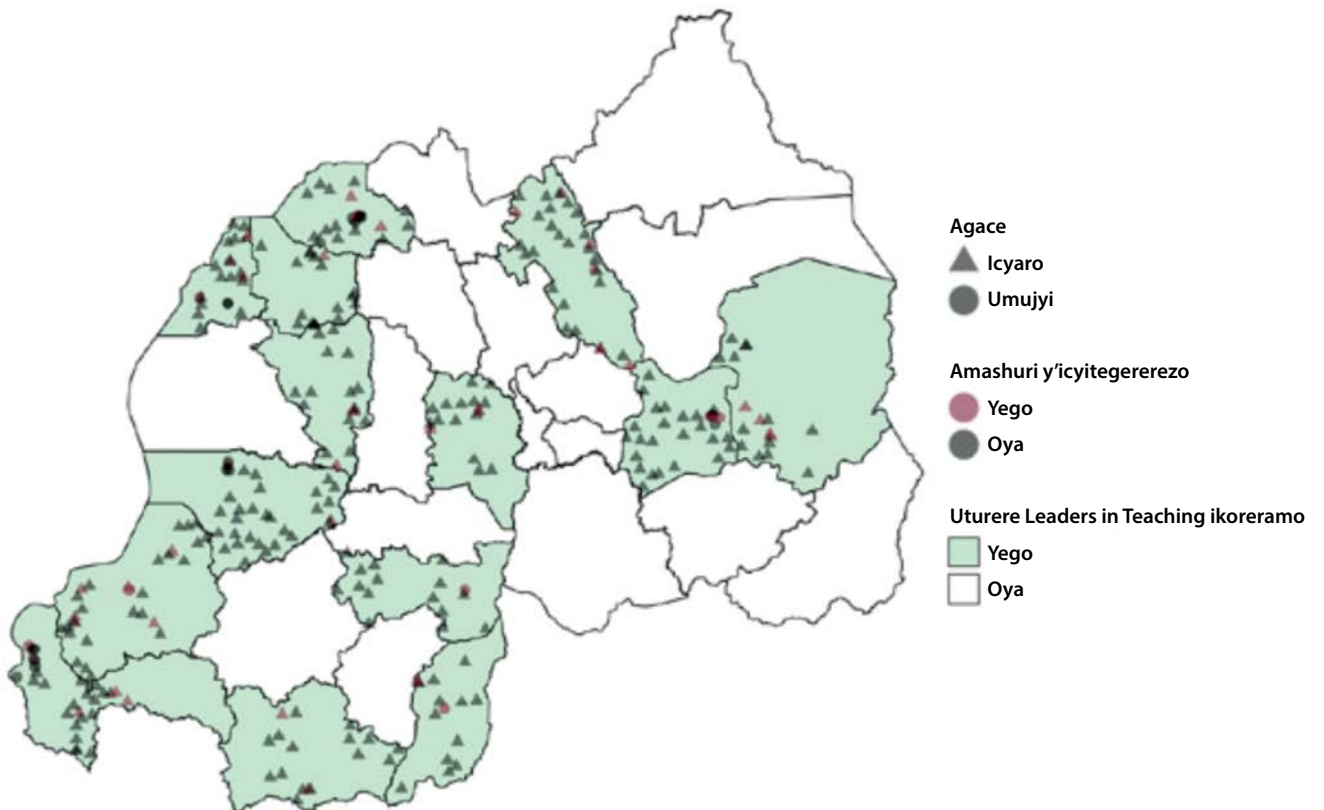 Agace
Icyaro
Umujyi
Amashuri y'icyitegererezo
Yego
Oya
Uturere Leaders in Teaching ikoreramo
Yego
Oya